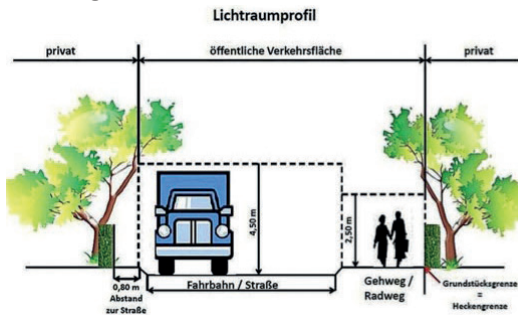 Lichtraumprofil
privat
öffentliche Verkehrsfläche
privat
4,50 m
2,50 m
0,80 m
Abstand
zur Straße
Fahrbahn / Straße
Gehweg /
Radweg
Grundstücksgrenze
=
Heckengrenze